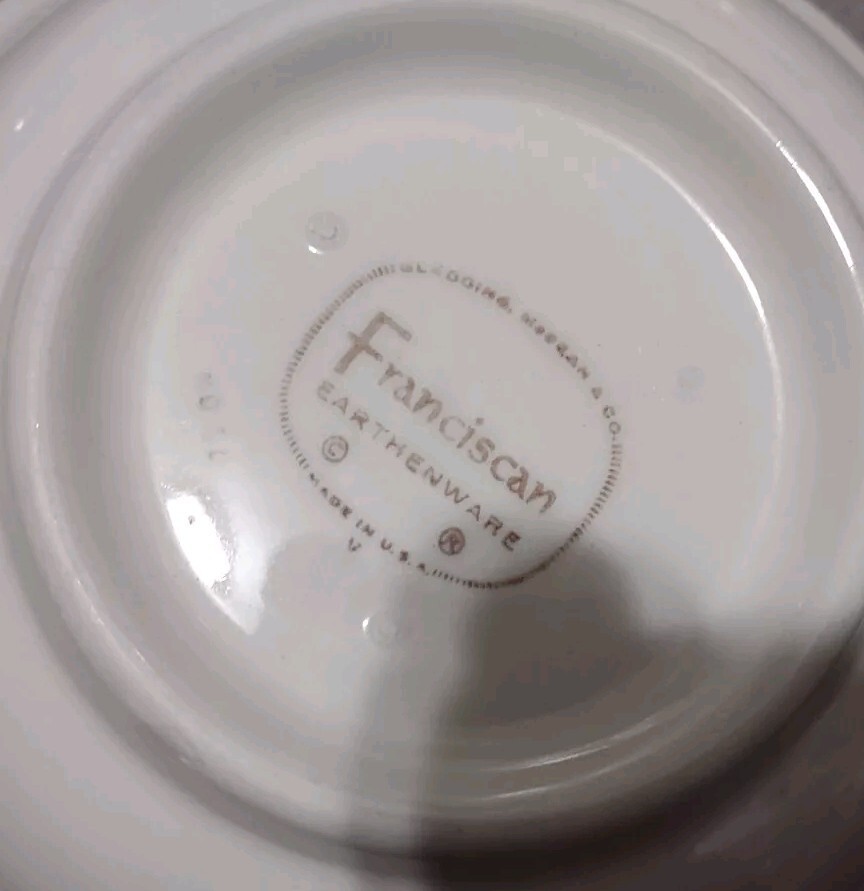 GLADDING, McBEAN & CO.
Franciscan
EARTHENWARE
© ®
MADE IN U.S.A.
V